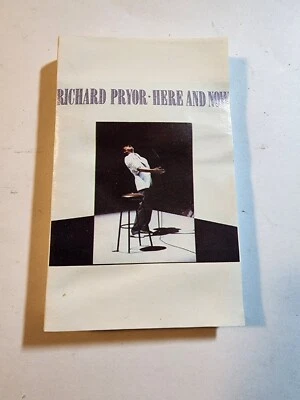 RICHARD PRYOR · HERE AND NOW